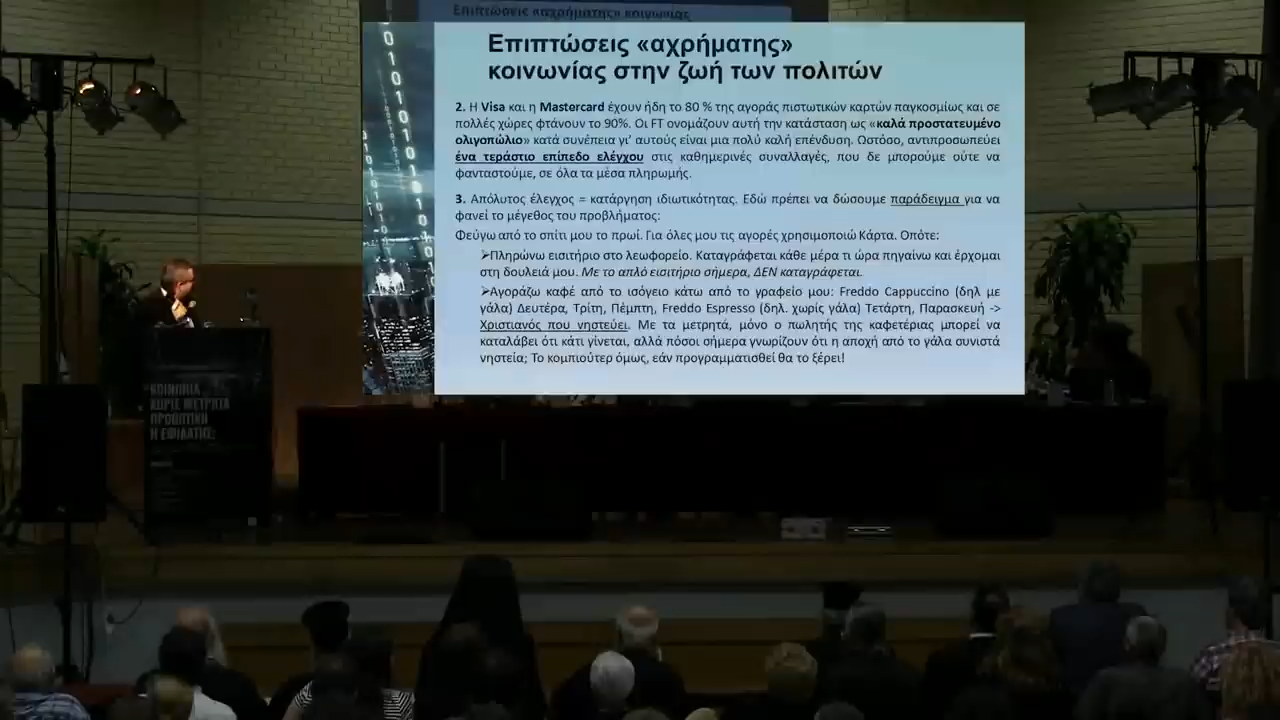 Επιπτώσεις «αχρήματης» κοινωνίας
Επιπτώσεις «αχρήματης»
κοινωνίας στην ζωή των πολιτών
2. Η Visa και η Mastercard έχουν ήδη το 80 % της αγοράς πιστωτικών καρτών παγκοσμίως και σε
πολλές χώρες φτάνουν το 90%. Οι FT ονομάζουν αυτή την κατάσταση ως «καλά προστατευμένο
ολιγοπώλιο» κατά συνέπεια γι' αυτούς είναι μια πολύ καλή επένδυση. Ωστόσο, αντιπροσωπεύει
ένα τεράστιο επίπεδο ελέγχου στις καθημερινές συναλλαγές, που δε μπορούμε ούτε να
φανταστούμε, σε όλα τα μέσα πληρωμής.
3. Απόλυτος έλεγχος = κατάργηση ιδιωτικότητας. Εδώ πρέπει να δώσουμε παράδειγμα για να
φανεί το μέγεθος του προβλήματος:
Φεύγω από το σπίτι μου το πρωί. Για όλες μου τις αγορές χρησιμοποιώ Κάρτα. Οπότε:
➢Πληρώνω εισιτήριο στο λεωφορείο. Καταγράφεται κάθε μέρα τι ώρα πηγαίνω και έρχομαι
στη δουλειά μου. Με το απλό εισιτήριο σήμερα, ΔΕΝ καταγράφεται.
➢Αγοράζω καφέ από το ισόγειο κάτω από το γραφείο μου: Freddo Cappuccino (δηλ με
γάλα) Δευτέρα, Τρίτη, Πέμπτη, Freddo Espresso (δηλ. χωρίς γάλα) Τετάρτη, Παρασκευή ->
Χριστιανός που νηστεύει. Με τα μετρητά, μόνο ο πωλητής της καφετέριας μπορεί να
καταλάβει ότι κάτι γίνεται, αλλά πόσοι σήμερα γνωρίζουν ότι η αποχή από το γάλα συνιστά
νηστεία; Το κομπιούτερ όμως, εάν προγραμματισθεί θα το ξέρει!
ΚΟΙΝΩΝΙΑ
ΧΩΡΙΣ ΜΕΤΡΗΤΑ
ΠΡΟΟΠΤΙΚΗ
Ή ΕΦΙΑΛΤΗΣ;